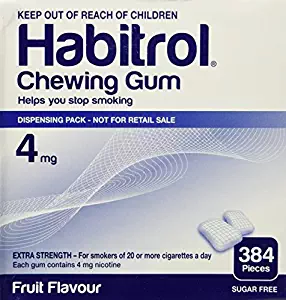 KEEP OUT OF REACH OF CHILDREN
Habitrol®
Chewing Gum
Helps you stop smoking
DISPENSING PACK - NOT FOR RETAIL SALE
4 mg
EXTRA STRENGTH – For smokers of 20 or more cigarettes a day
Each gum contains 4 mg nicotine
Fruit Flavour
384
Pieces
SUGAR FREE